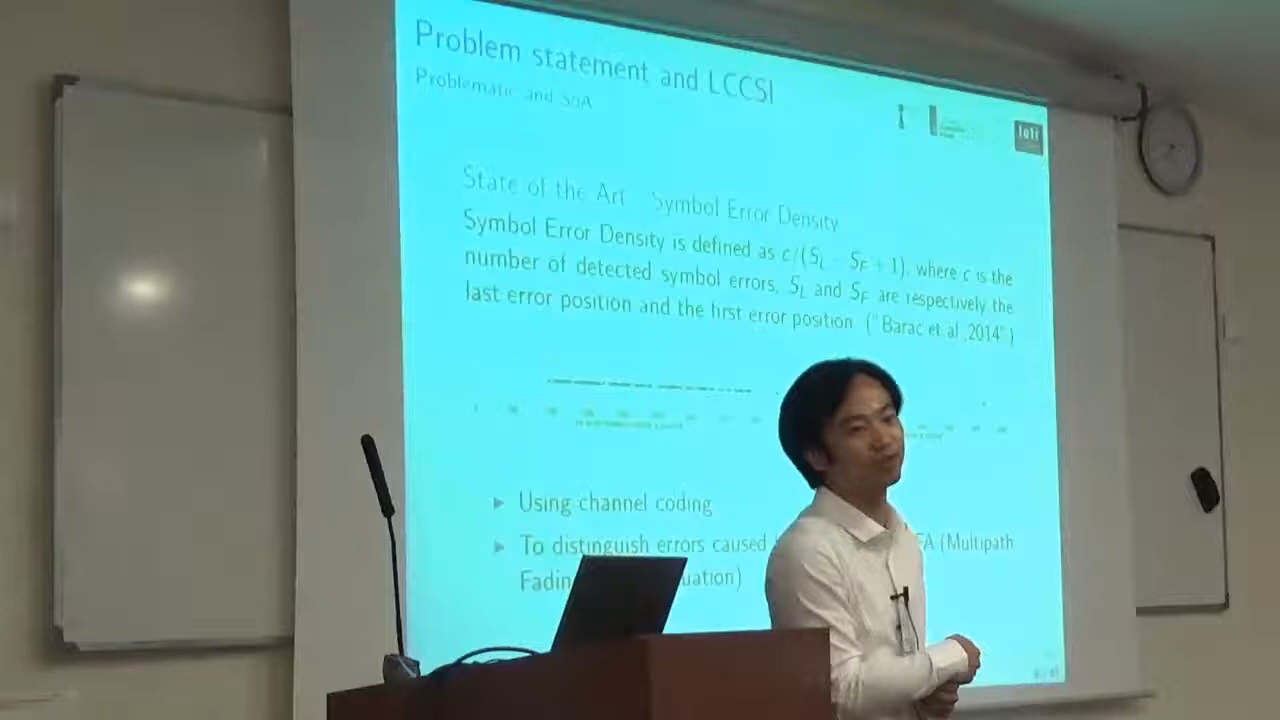 Problem statement and LCCSI
Problematic and SoA
leti
State of the Art Symbol Error Density
Symbol Error Density is defined as c/(S_L - S_F + 1), where c is the
number of detected symbol errors, S_L and S_F are respectively the
last error position and the first error position ("Barac et al ,2014")
► Using channel coding
► To distinguish errors caused FA (Multipath
Fadin uation)